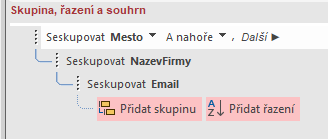 Skupina, řazení a souhrn
Seskupovat Mesto A nahoře , Další
Seskupovat NazevFirmy
Seskupovat Email
Přidat skupinu A Z Přidat řazení